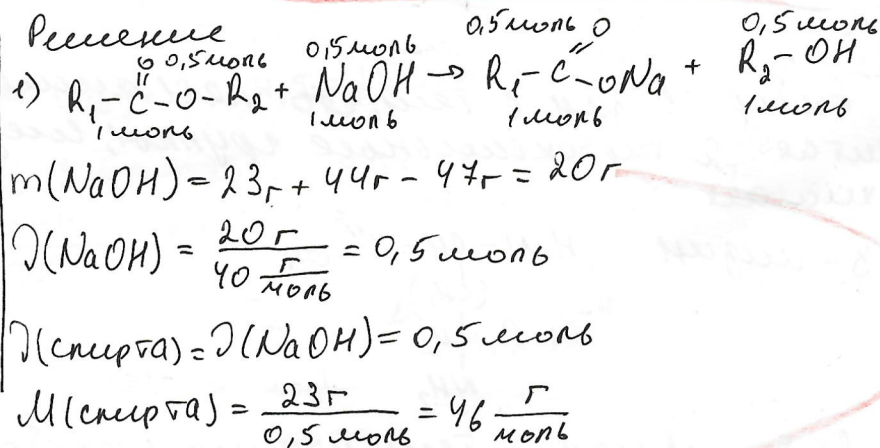 Решение
0,5 моль 0,5 моль 0,5 моль 0,5 моль
1) R₁-C(=O)-O-R₂ + NaOH → R₁-C(=O)-ONa + R₂-OH
1 моль 1 моль 1 моль 1 моль
m(NaOH) = 23г + 44г - 47г = 20г
ν(NaOH) = 20 г / 40 г/моль = 0,5 моль
ν(спирта) = ν(NaOH) = 0,5 моль
M(спирта) = 23г / 0,5 моль = 46 г/моль